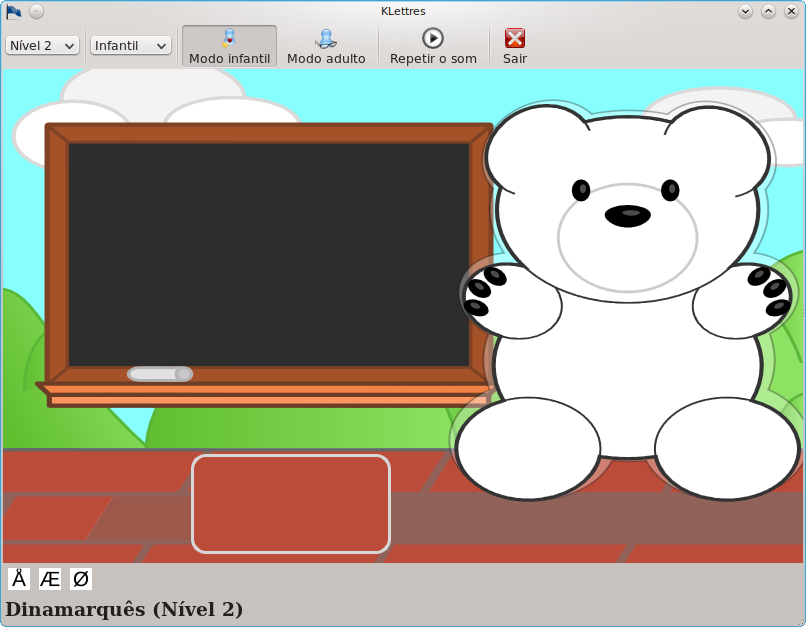 KLettres
Nível 2 Infantil Modo infantil Modo adulto Repetir o som Sair
Å Æ Ø
Dinamarquês (Nível 2)